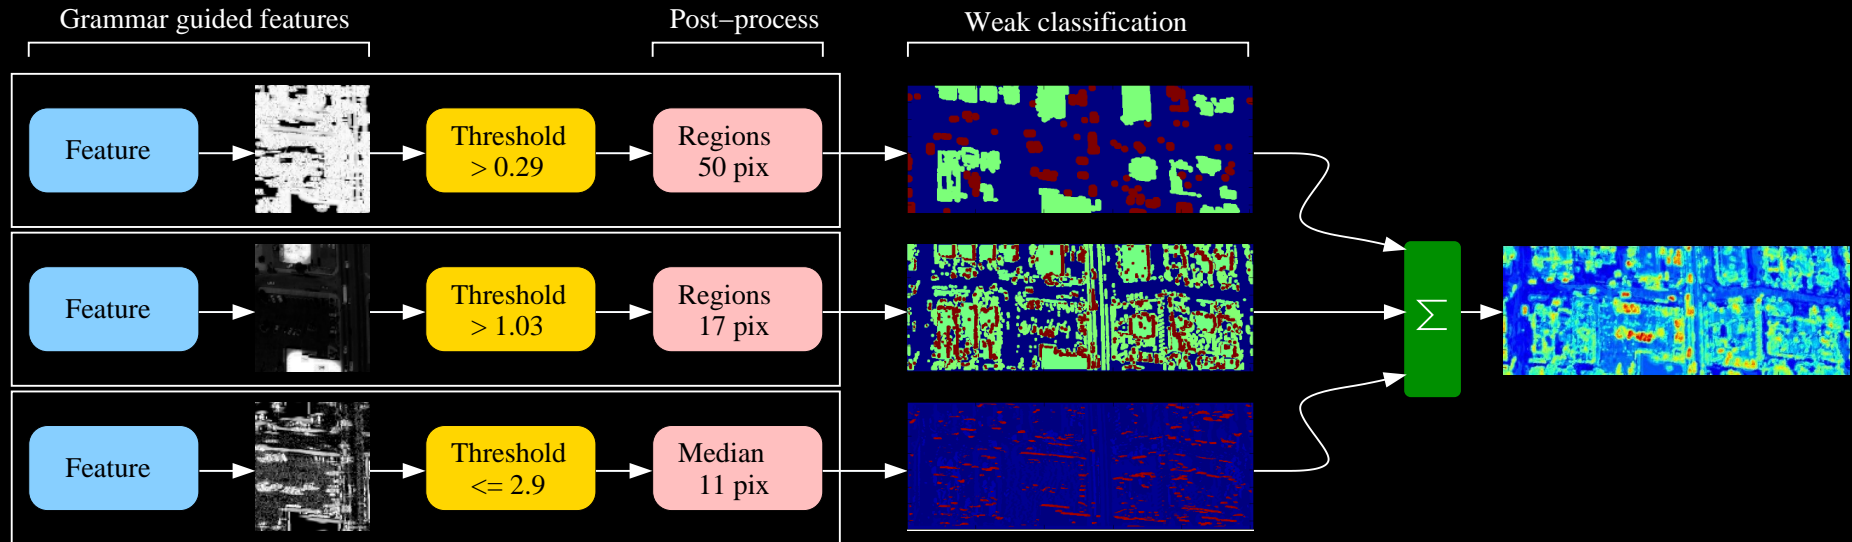 Grammar guided features
Post−process
Weak classification
Feature
Threshold
> 0.29
Regions
50 pix
Feature
Threshold
> 1.03
Regions
17 pix
∑
Feature
Threshold
<= 2.9
Median
11 pix